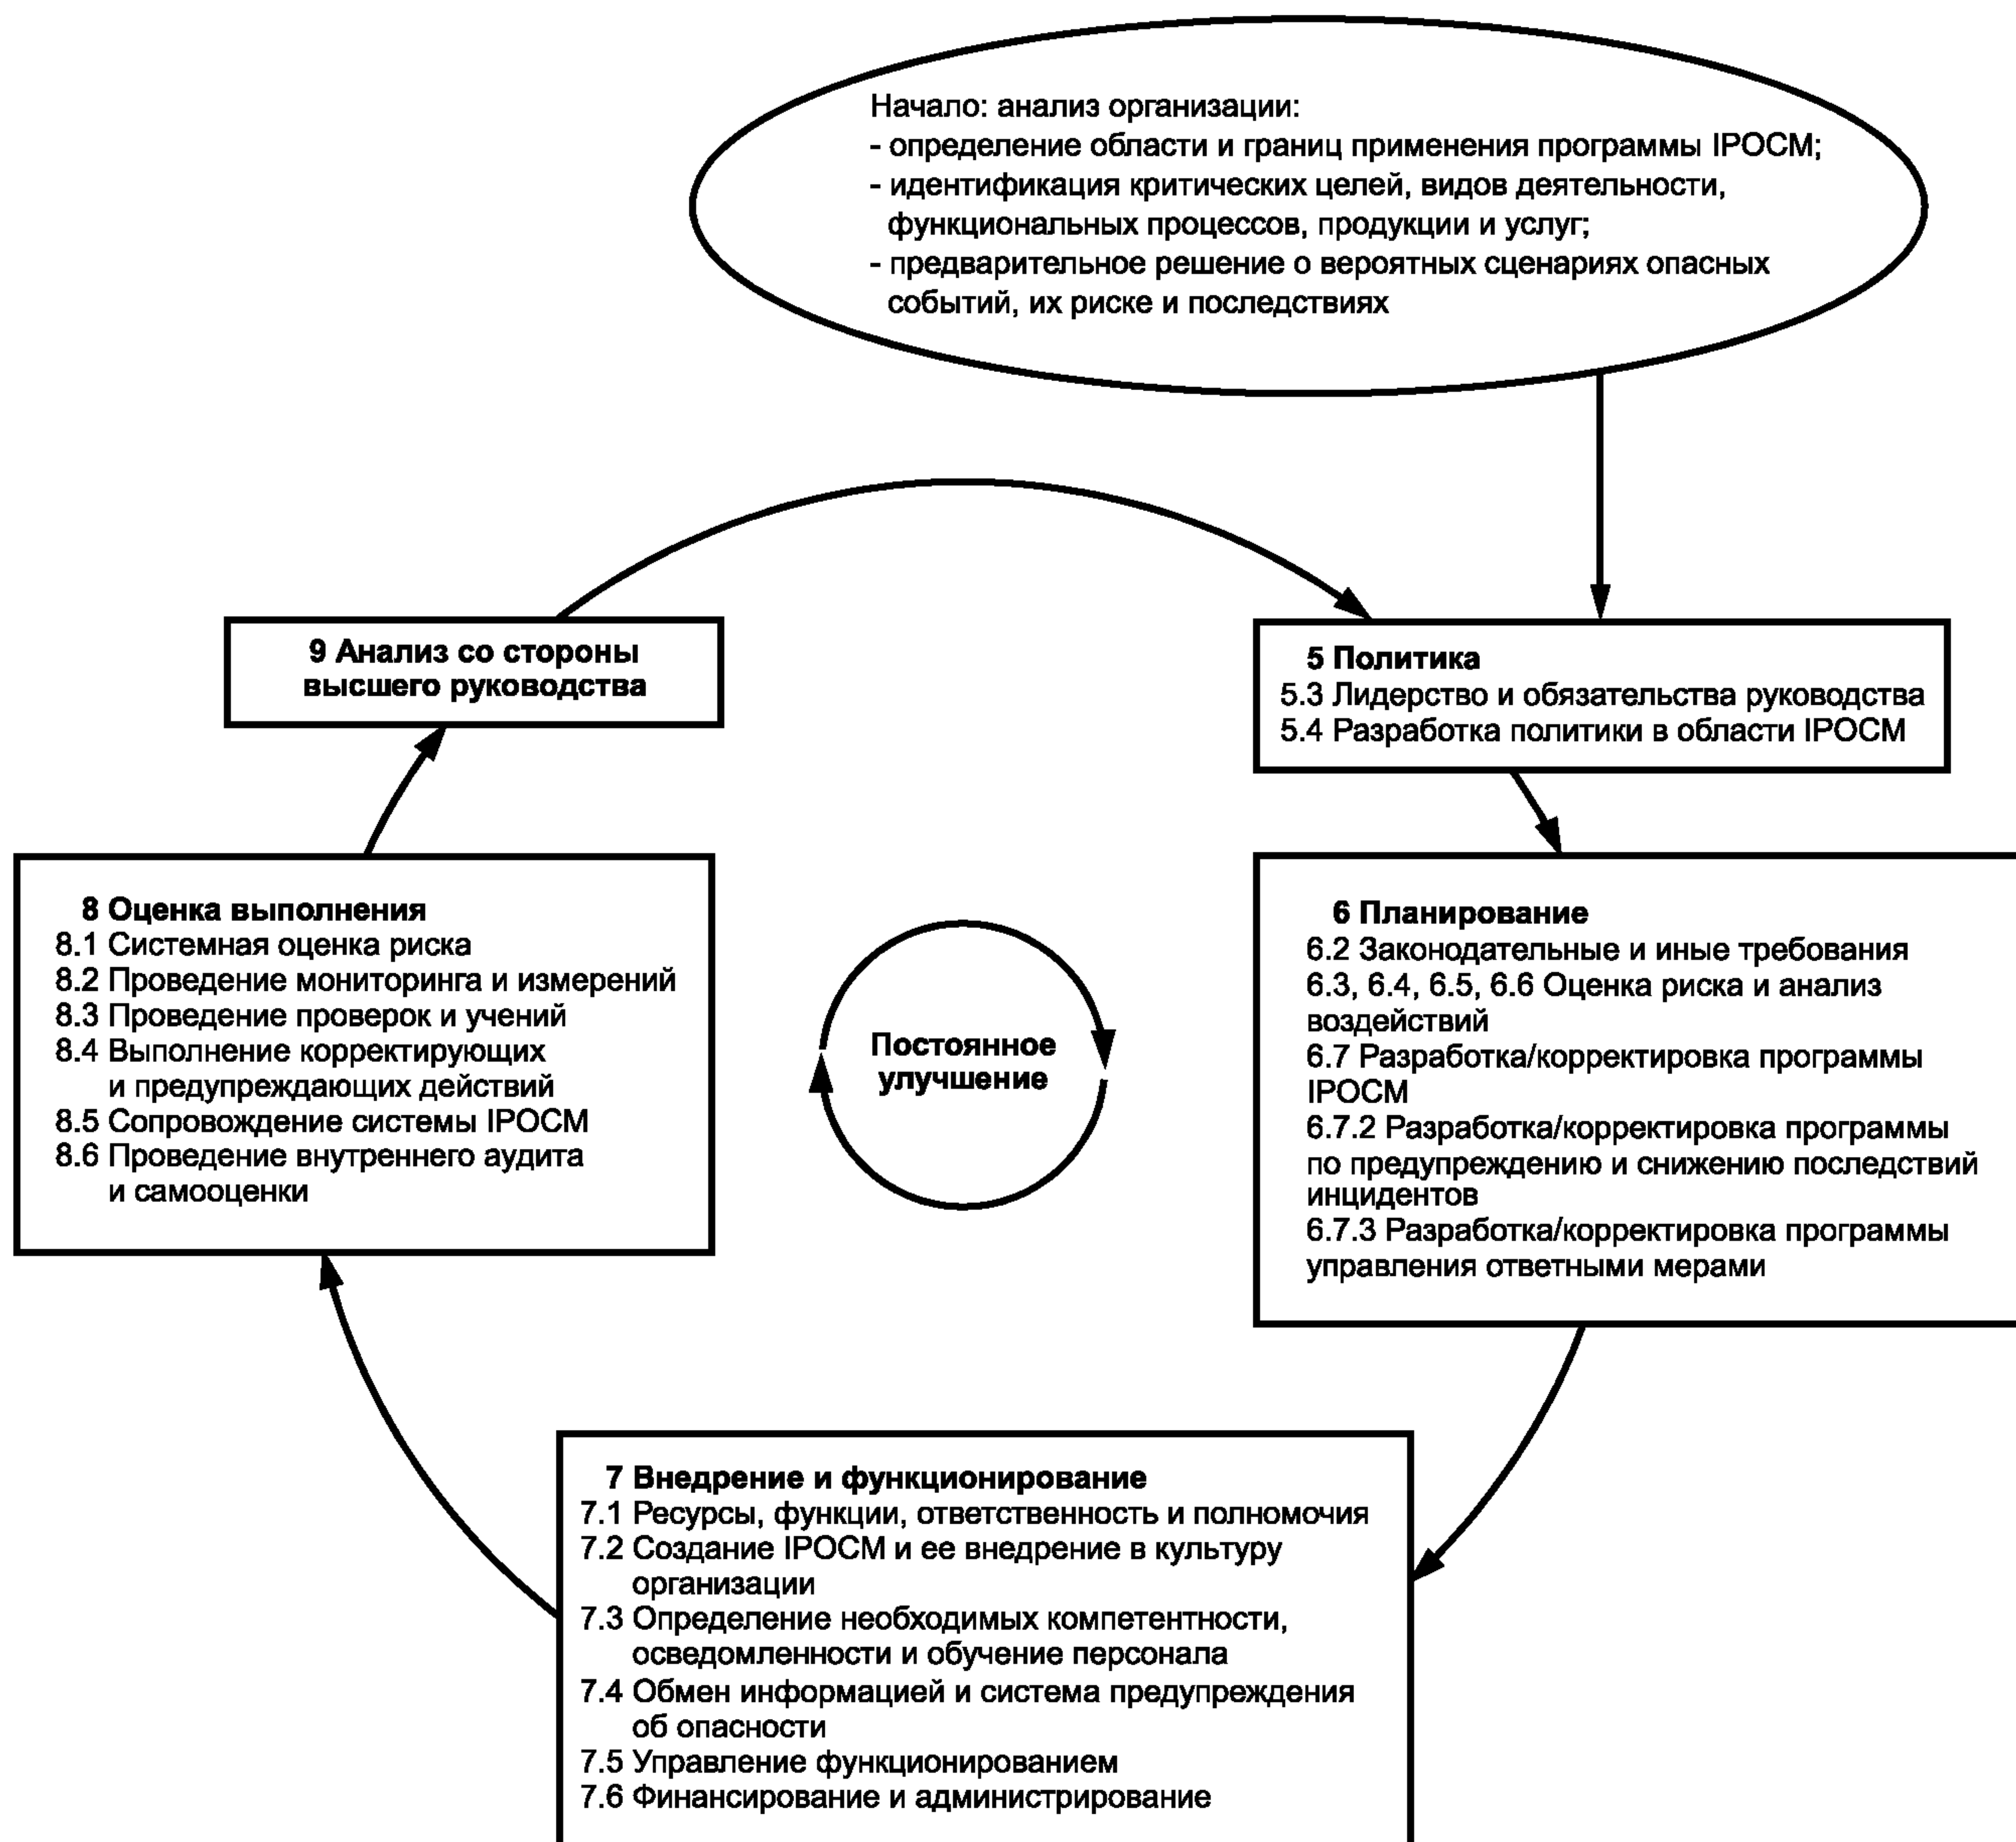 Начало: анализ организации:
- определение области и границ применения программы IPOCM;
- идентификация критических целей, видов деятельности,
функциональных процессов, продукции и услуг;
- предварительное решение о вероятных сценариях опасных
событий, их риске и последствиях
9 Анализ со стороны
высшего руководства
5 Политика
5.3 Лидерство и обязательства руководства
5.4 Разработка политики в области IPOCM
8 Оценка выполнения
8.1 Системная оценка риска
8.2 Проведение мониторинга и измерений
8.3 Проведение проверок и учений
8.4 Выполнение корректирующих
и предупреждающих действий
8.5 Сопровождение системы IPOCM
8.6 Проведение внутреннего аудита
и самооценки
Постоянное
улучшение
6 Планирование
6.2 Законодательные и иные требования
6.3, 6.4, 6.5, 6.6 Оценка риска и анализ
воздействий
6.7 Разработка/корректировка программы
IPOCM
6.7.2 Разработка/корректировка программы
по предупреждению и снижению последствий
инцидентов
6.7.3 Разработка/корректировка программы
управления ответными мерами
7 Внедрение и функционирование
7.1 Ресурсы, функции, ответственность и полномочия
7.2 Создание IPOCM и ее внедрение в культуру
организации
7.3 Определение необходимых компетентности,
осведомленности и обучение персонала
7.4 Обмен информацией и система предупреждения
об опасности
7.5 Управление функционированием
7.6 Финансирование и администрирование